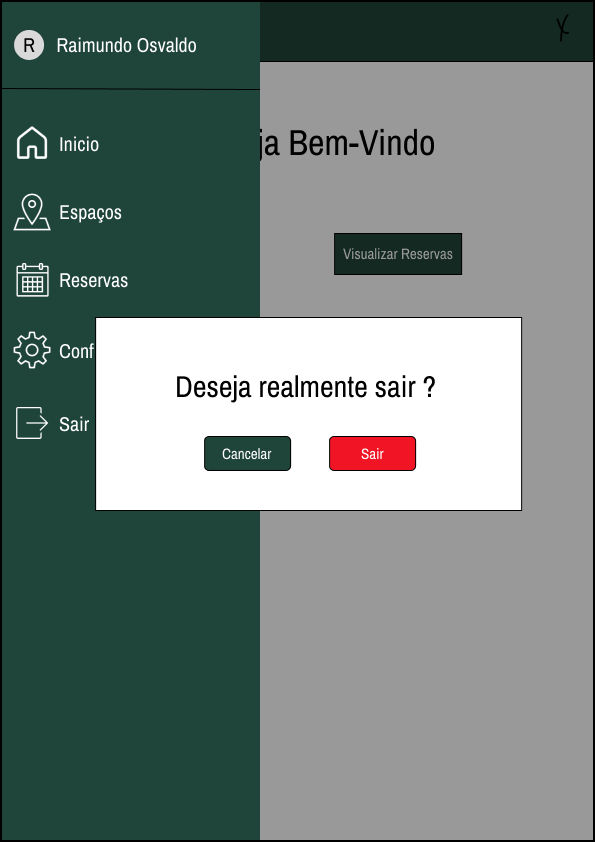 R Raimundo Osvaldo
Inicio
ja Bem-Vindo
Espaços
Visualizar Reservas
Reservas
Conf
Deseja realmente sair ?
Sair
Cancelar Sair